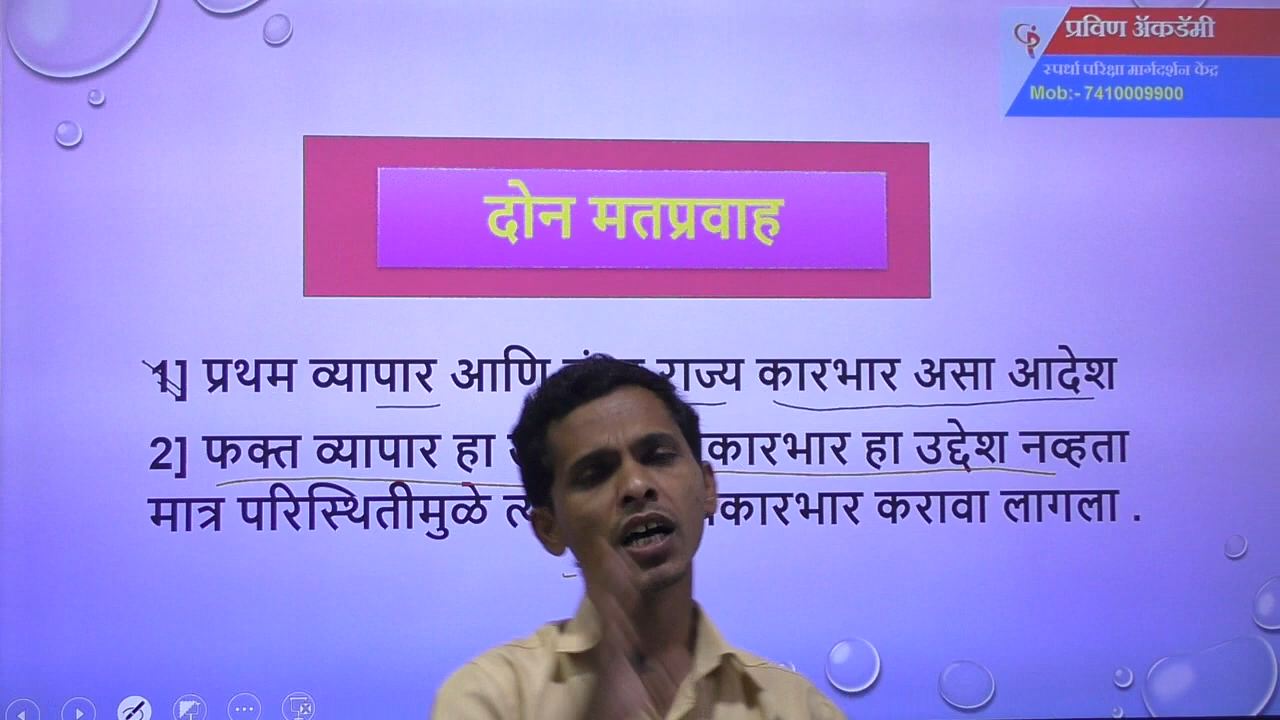 प्रविण ॲकडॅमी
स्पर्धा परिक्षा मार्गदर्शन केंद्र
Mob:- 7410009900
दोन मतप्रवाह
1] प्रथम व्यापार आणि राज्य कारभार असा आदेश
2] फक्त व्यापार हा कारभार हा उद्देश नव्हता
मात्र परिस्थितीमुळे कारभार करावा लागला .